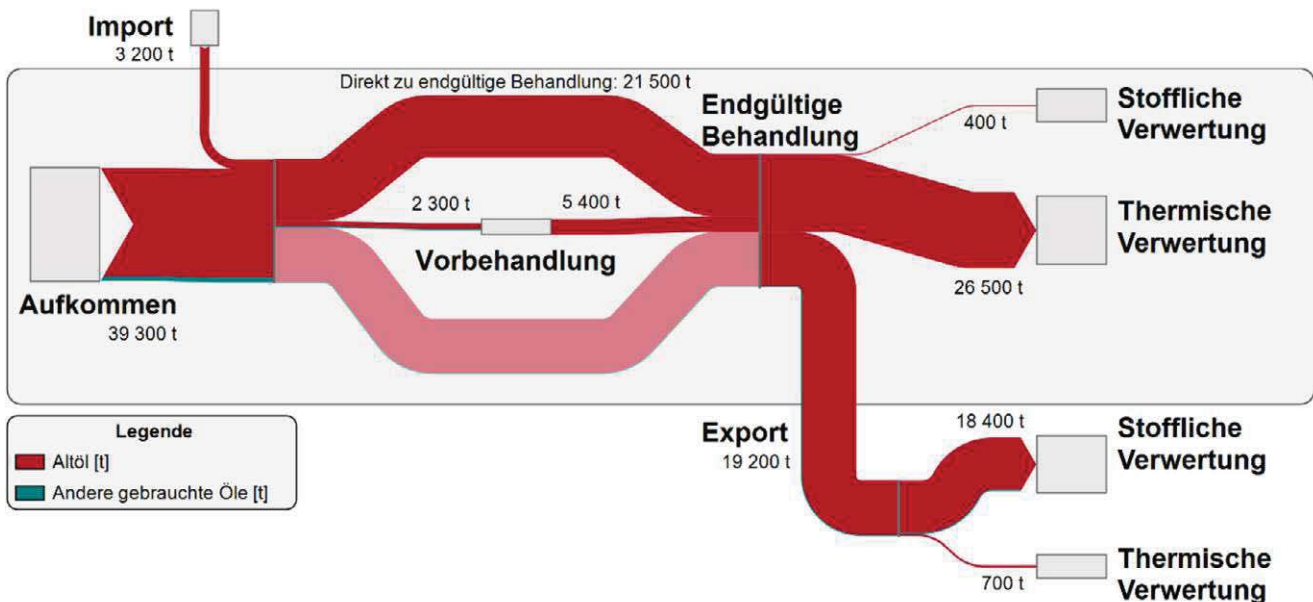 Import
3 200 t
Direkt zu endgültige Behandlung: 21 500 t
Endgültige
Behandlung
400 t
Stoffliche
Verwertung
2 300 t
5 400 t
Vorbehandlung
Thermische
Verwertung
26 500 t
Aufkommen
39 300 t
Legende
Altöl [t]
Andere gebrauchte Öle [t]
Export
19 200 t
18 400 t
Stoffliche
Verwertung
700 t
Thermische
Verwertung